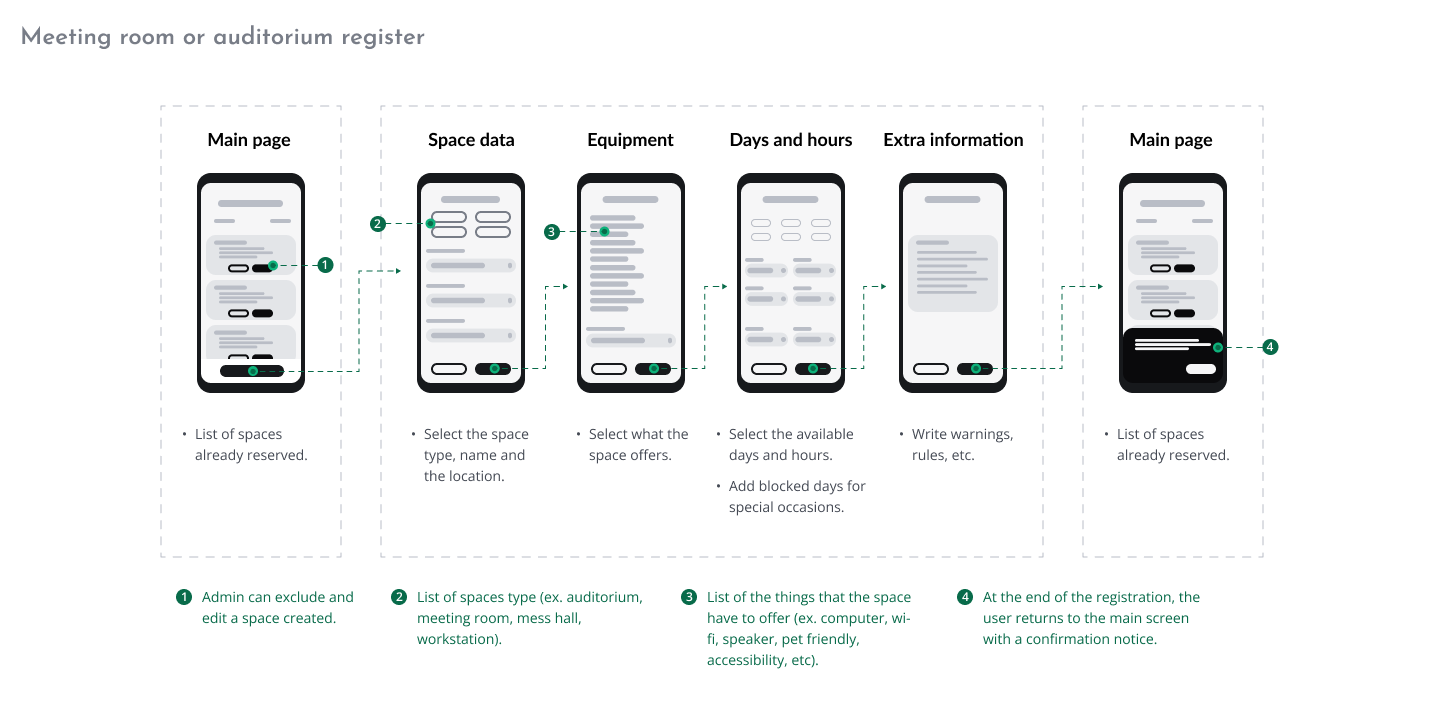 Meeting room or auditorium register
Main page
Space data
Equipment
Days and hours
Extra information
Main page
1
2
3
4
• List of spaces
already reserved.
• Select the space
type, name and
the location.
• Select what the
space offers.
• Select the available
days and hours.
• Add blocked days for
special occasions.
• Write warnings,
rules, etc.
• List of spaces
already reserved.
1 Admin can exclude and
edit a space created.
2 List of spaces type (ex. auditorium,
meeting room, mess hall,
workstation).
3 List of the things that the space
have to offer (ex. computer, wi-
fi, speaker, pet friendly,
accessibility, etc).
4 At the end of the registration, the
user returns to the main screen
with a confirmation notice.